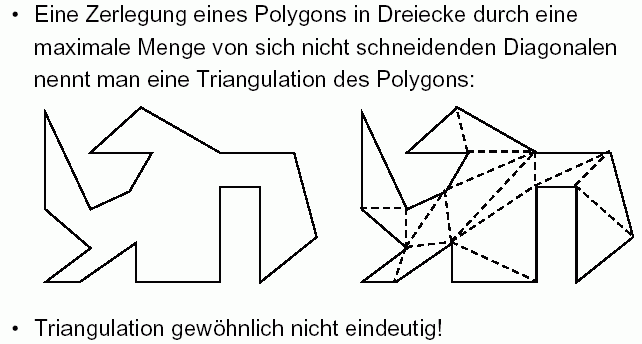 • Eine Zerlegung eines Polygons in Dreiecke durch eine
maximale Menge von sich nicht schneidenden Diagonalen
nennt man eine Triangulation des Polygons:
• Triangulation gewöhnlich nicht eindeutig!